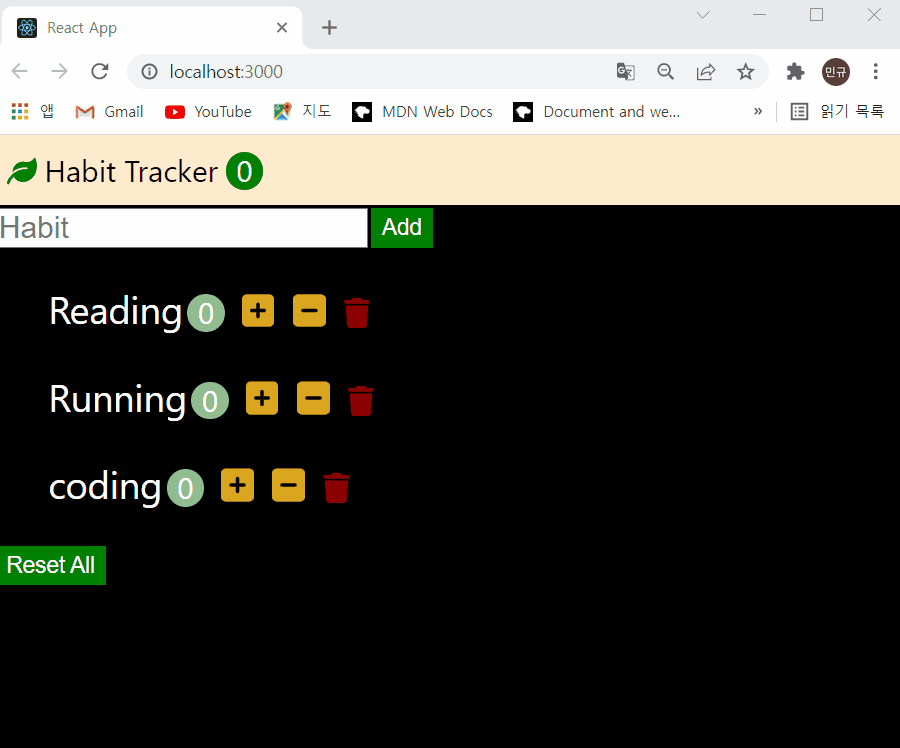 React App
localhost:3000
민규
앱 Gmail YouTube 지도 MDN Web Docs Document and we... » 읽기 목록
Habit Tracker 0
Habit Add
Reading 0 + −
Running 0 + −
coding 0 + −
Reset All